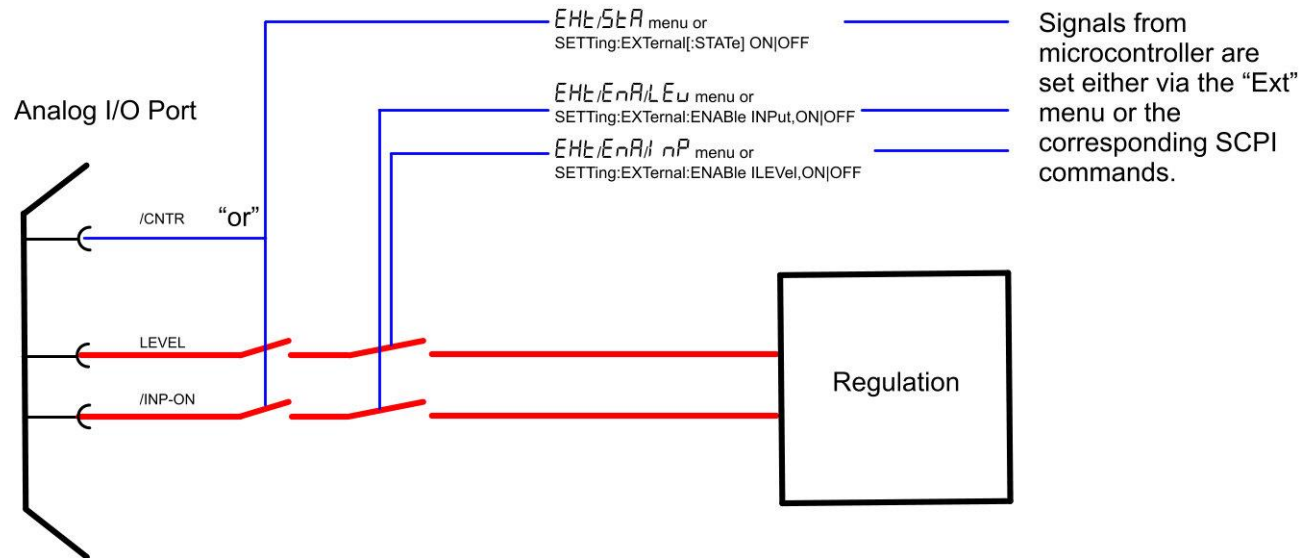 EHt/StA menu or
SETTing:EXTernal[:STATe] ON|OFF
EHt/EnA/LEu menu or
SETTing:EXTernal:ENABle INPut,ON|OFF
EHt/EnA/InP menu or
SETTing:EXTernal:ENABle ILEVel,ON|OFF
Signals from
microcontroller are
set either via the “Ext”
menu or the
corresponding SCPI
commands.
Analog I/O Port
/CNTR
“or”
LEVEL
/INP-ON
Regulation